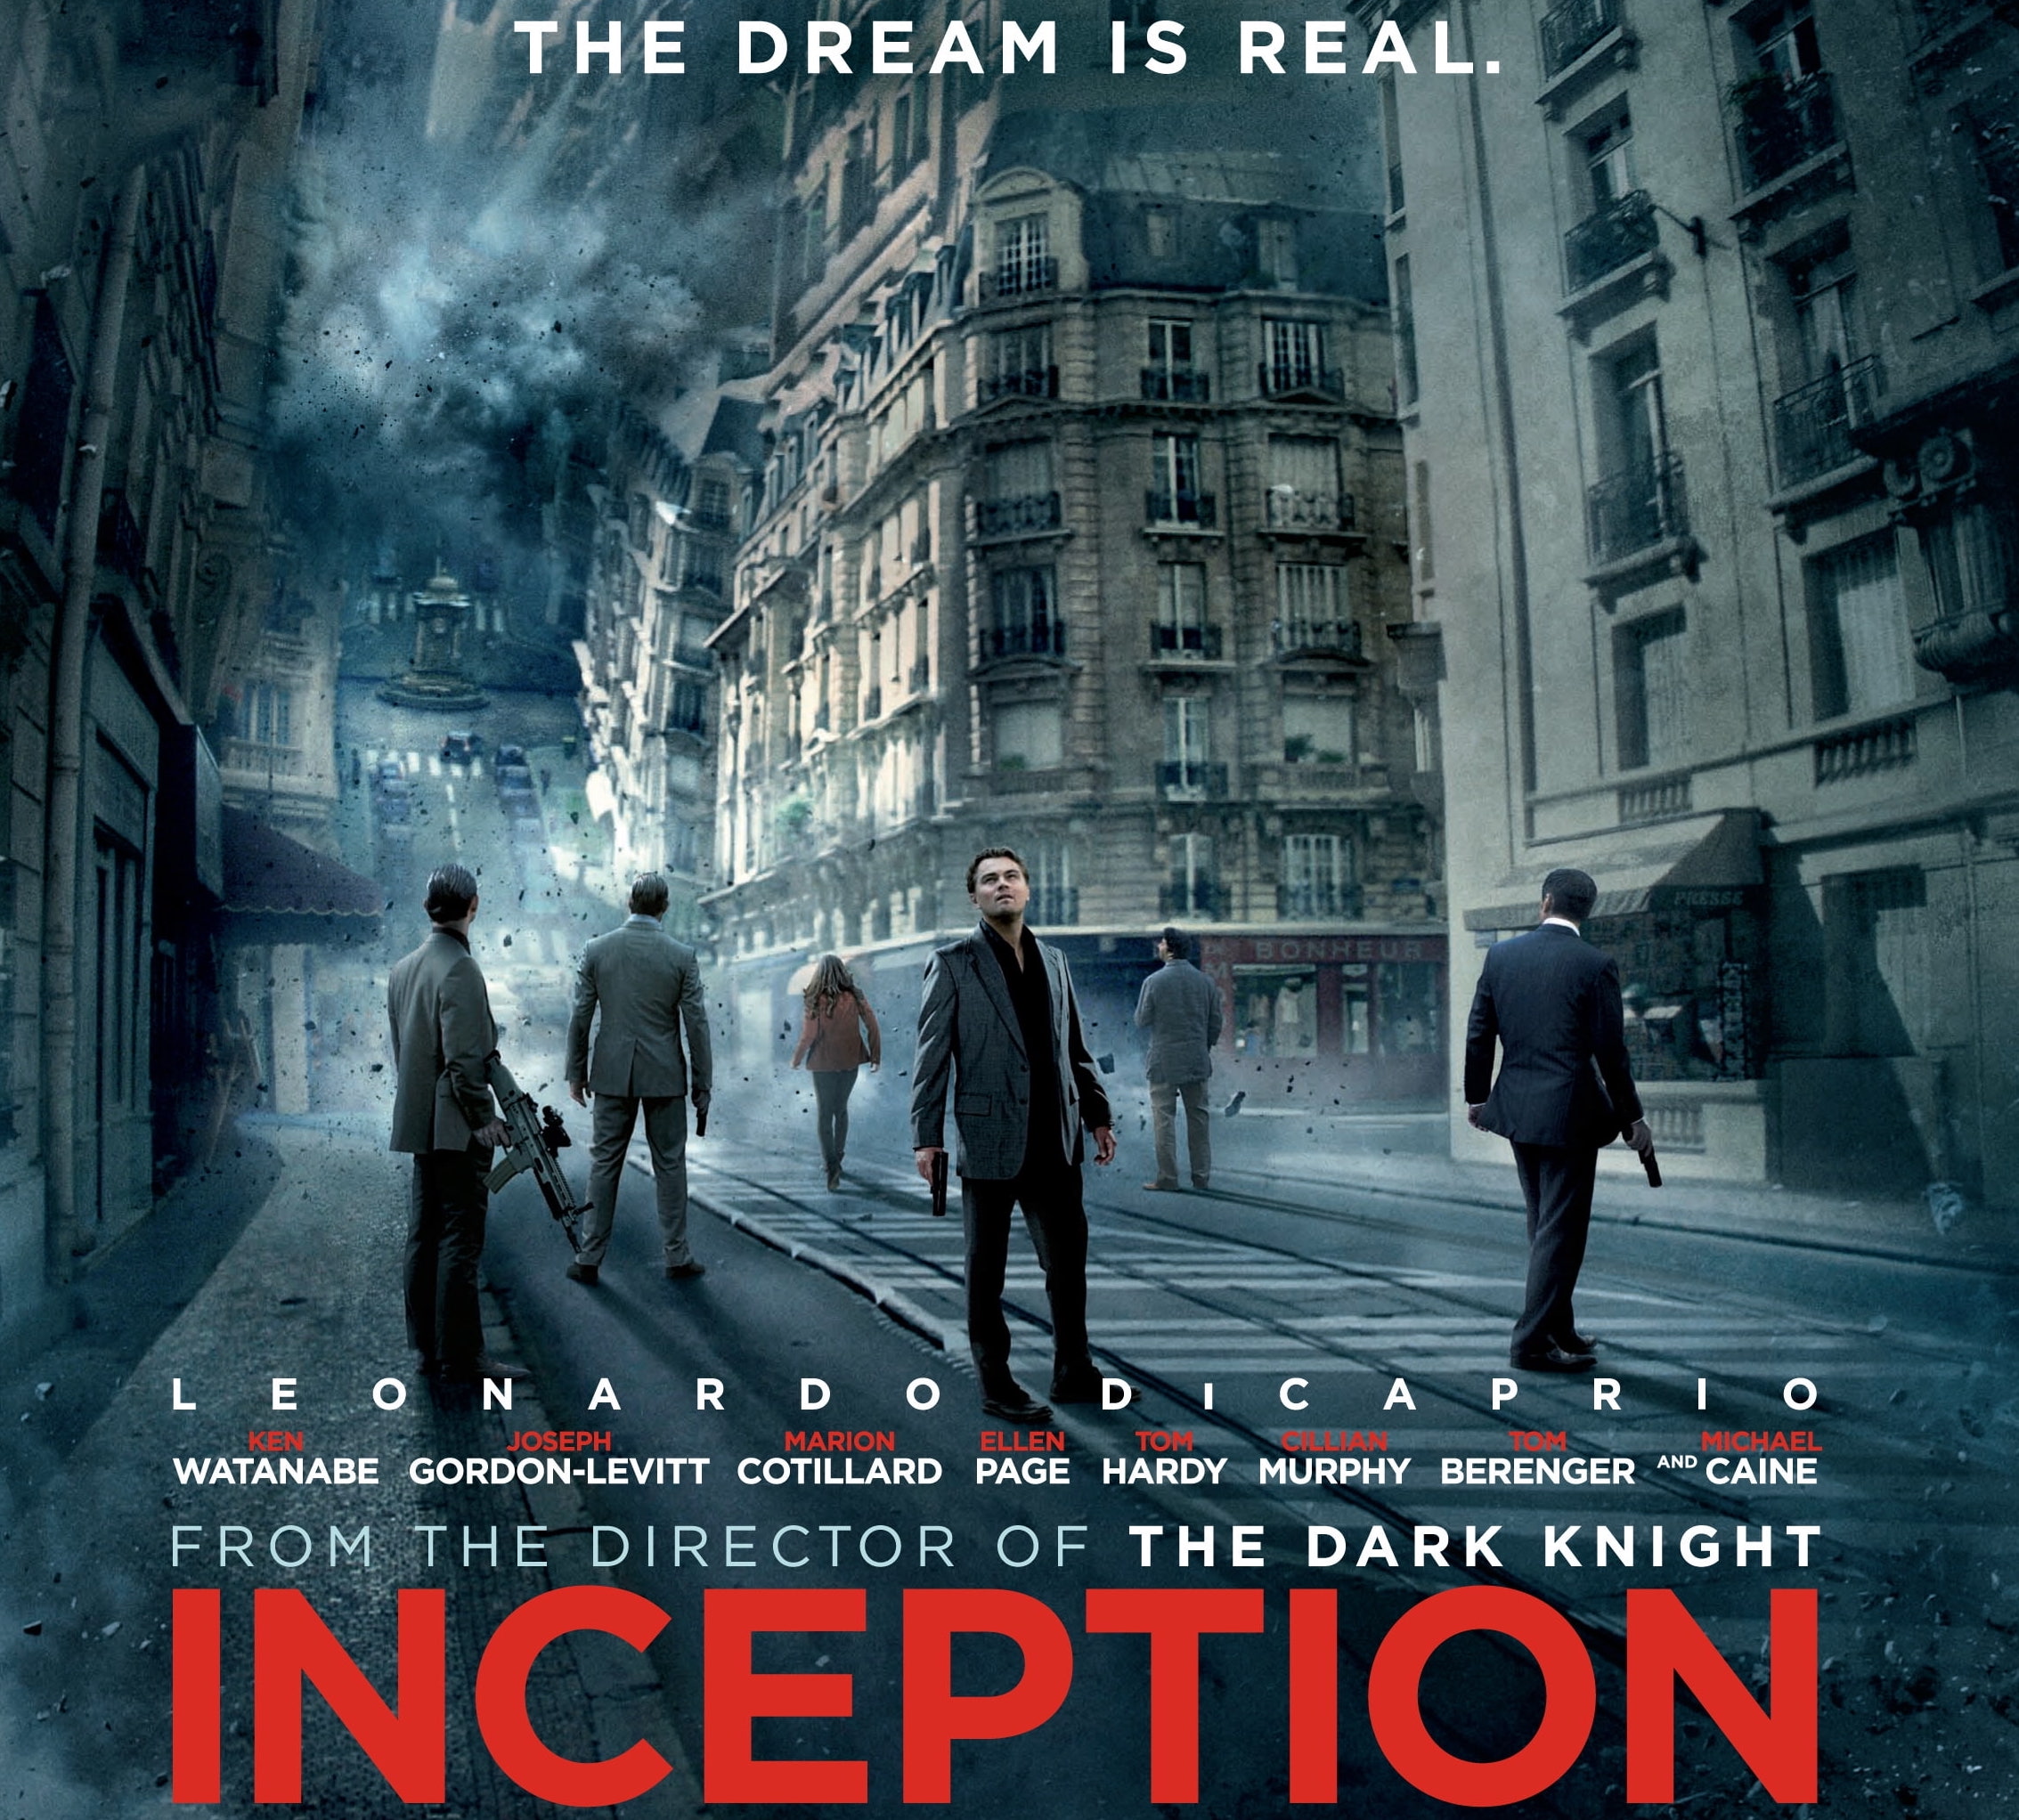 THE DREAM IS REAL.
PRESSE
BONHEUR
LEONARDO DiCAPRIO
KEN WATANABE JOSEPH GORDON-LEVITT MARION COTILLARD ELLEN PAGE TOM HARDY CILLIAN MURPHY TOM BERENGER AND MICHAEL CAINE
FROM THE DIRECTOR OF THE DARK KNIGHT
INCEPTION